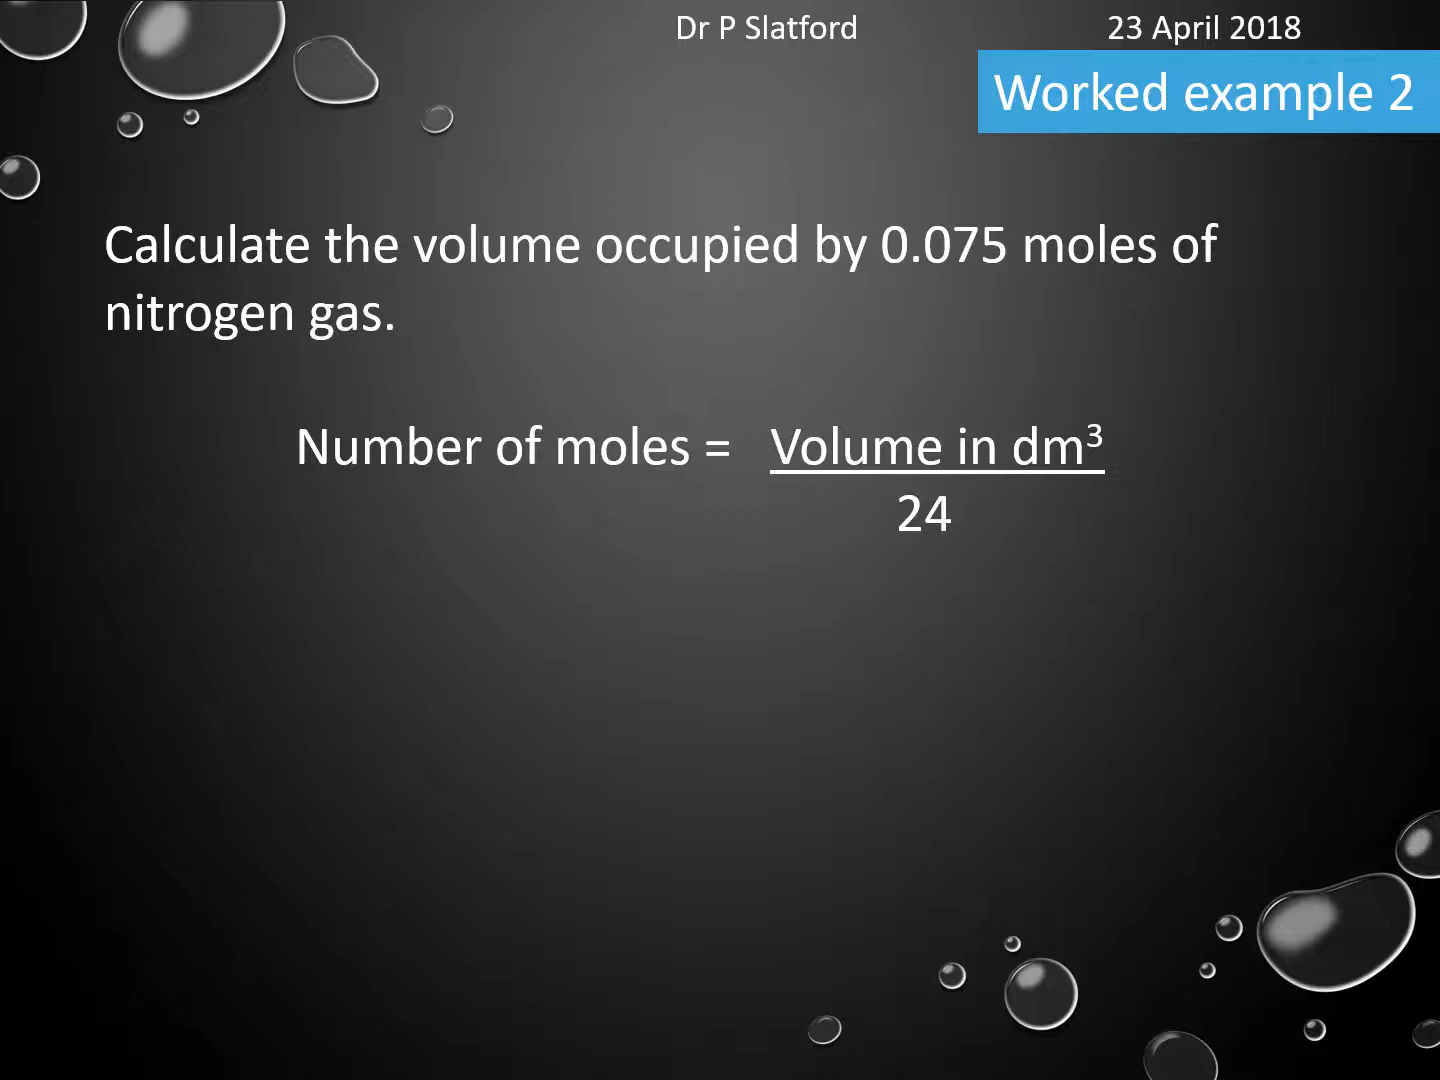 Dr P Slatford
23 April 2018
Worked example 2
Calculate the volume occupied by 0.075 moles of
nitrogen gas.
Number of moles = Volume in dm³
24